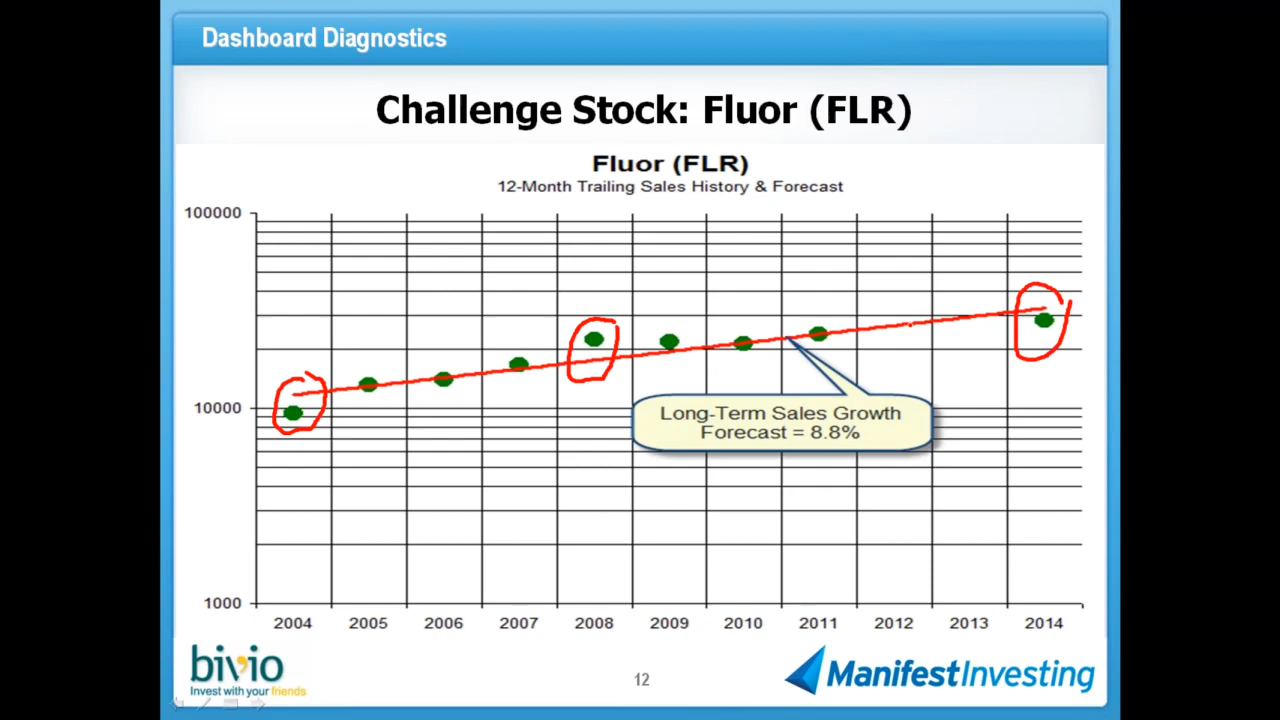 Dashboard Diagnostics
Challenge Stock: Fluor (FLR)
Fluor (FLR)
12-Month Trailing Sales History & Forecast
100000
10000
1000
Long-Term Sales Growth
Forecast = 8.8%
2004 2005 2006 2007 2008 2009 2010 2011 2012 2013 2014
bivio
Invest with your friends
12
ManifestInvesting